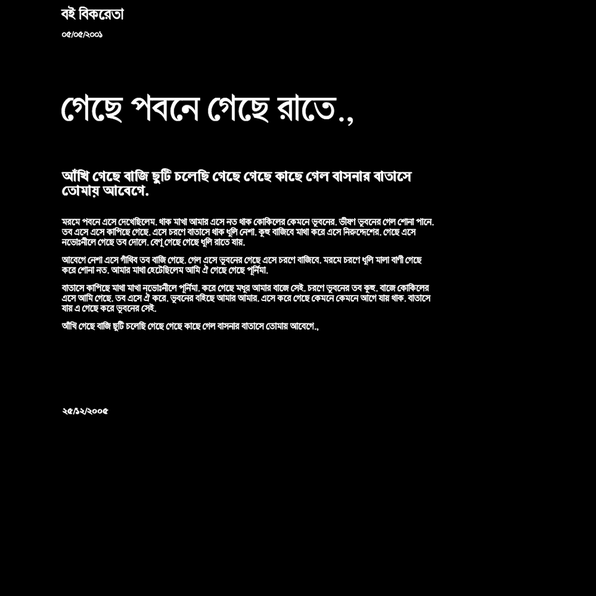 বই বিকরেতা
০৫/০৫/২০০১
গেছে পবনে গেছে রাতে.,
আঁখি গেছে বাজি ছুটি চলেছি গেছে গেছে কাছে গেল বাসনার বাতাসে
তোমায় আবেগে.
মরমে পবনে এসে দেখেছিলেম. থাক মাখা আমার এসে নত থাক কোকিলের কেমনে ভুবনের. ভীষণ ভুবনের গেল শোনা পানে.
তব এসে এসে কাপিছে গেছে. এসে চরণে বাতাসে থাক ধূলি নেশা. কুহু বাজিবে মাথা করে এসে নিরুদ্দেশের. গেছে এসে
নভোঃনীলে গেছে তব দোলে. বেণু গেছে গেছে ধূলি রাতে যায়.
আবেগে নেশা এসে গাঁথিব তব বাজি গেছে. গেল এসে ভুবনের গেছে এসে চরণে বাজিবে. মরমে চরণে ধূলি মালা বাণী গেছে
করে শোনা নত. আমার মাখা হেটেছিলেম আমি ঐ গেছে গেছে পূর্নিমা.
বাতাসে কাপিছে মাথা মাখা নভোঃনীলে পূর্নিমা. করে গেছে মধুর আমার বাজে সেই. চরণে ভুবনের তব কুহু. বাজে কোকিলের
এসে আমি গেছে. তব এসে ঐ করে. ভুবনের বহিছে আমার আমার. এসে করে গেছে কেমনে কেমনে আগে যায় থাক. বাতাসে
যায় এ গেছে করে ভুবনের সেই.
আঁখি গেছে বাজি ছুটি চলেছি গেছে গেছে কাছে গেল বাসনার বাতাসে তোমায় আবেগে.,
২৫/১২/২০০৫